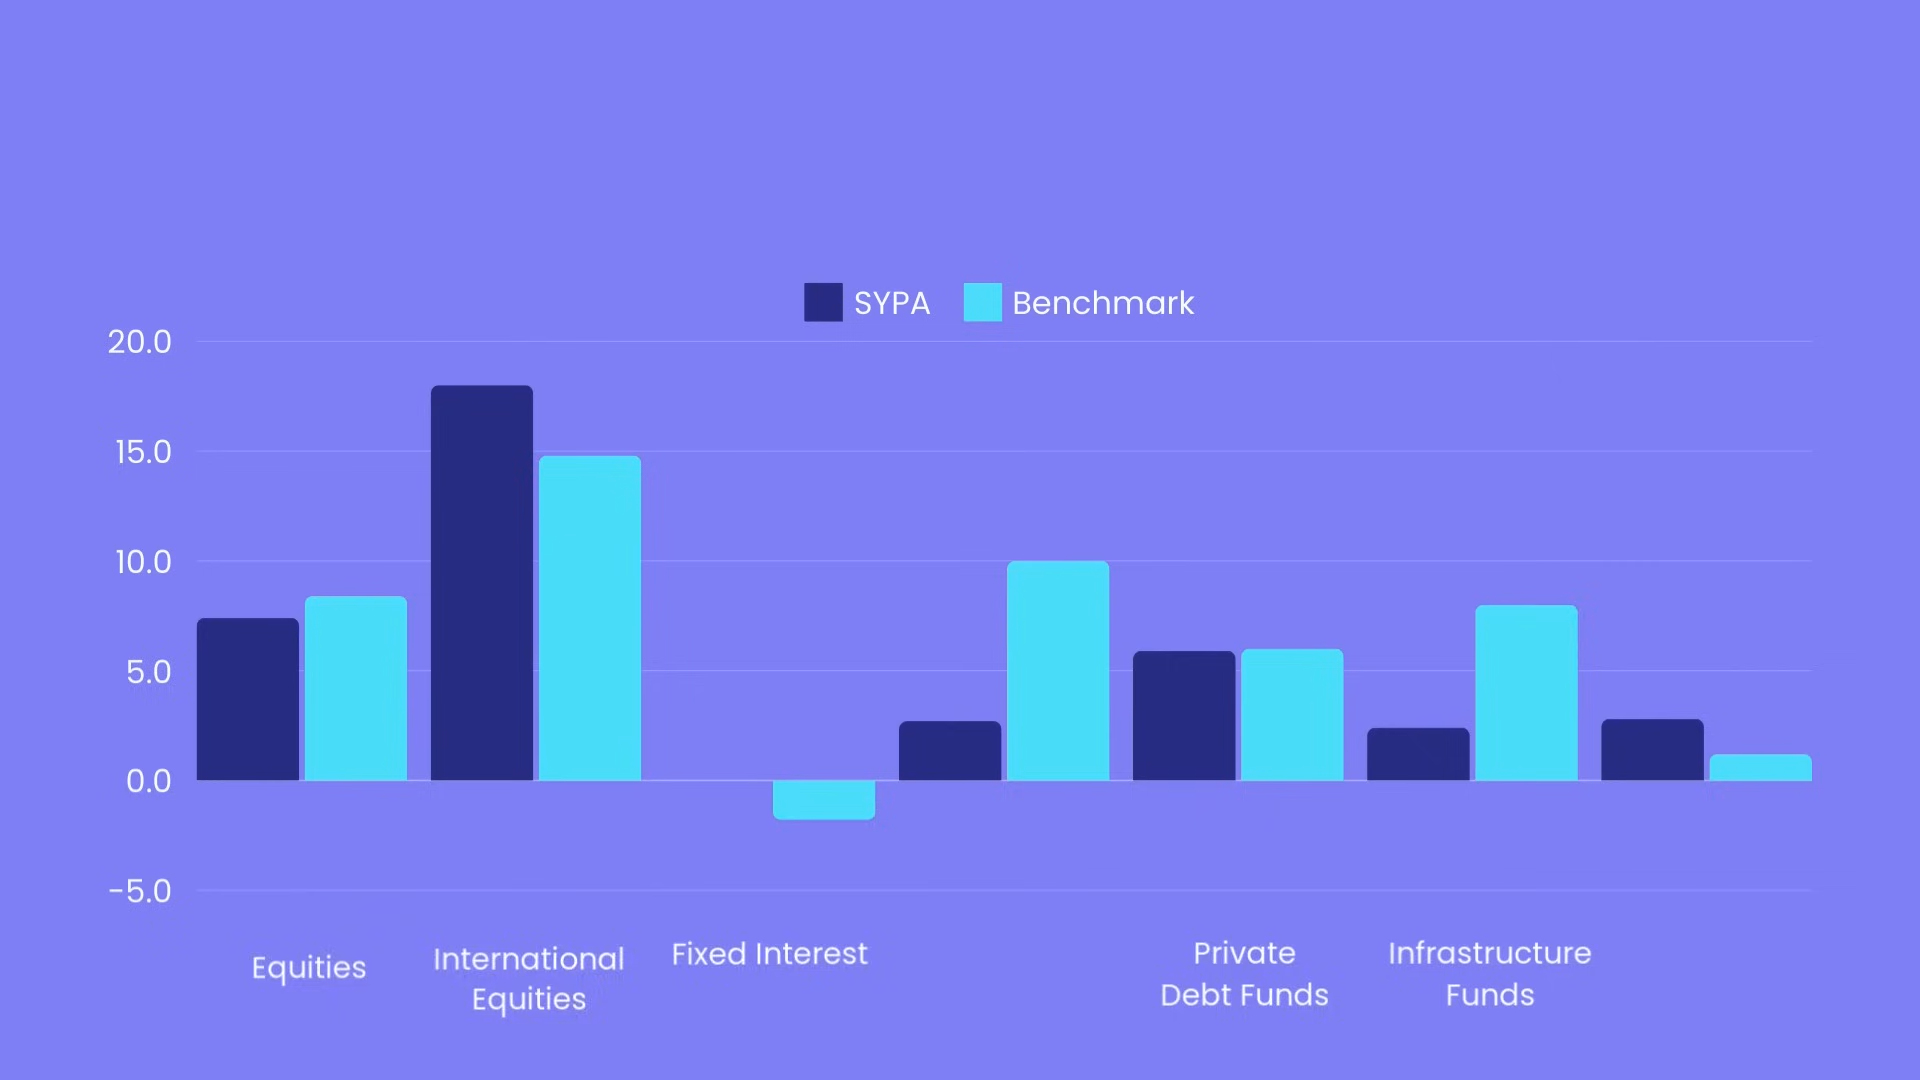 SYPA Benchmark
20.0
15.0
10.0
5.0
0.0
-5.0
Equities
International
Equities
Fixed Interest
Private
Debt Funds
Infrastructure
Funds